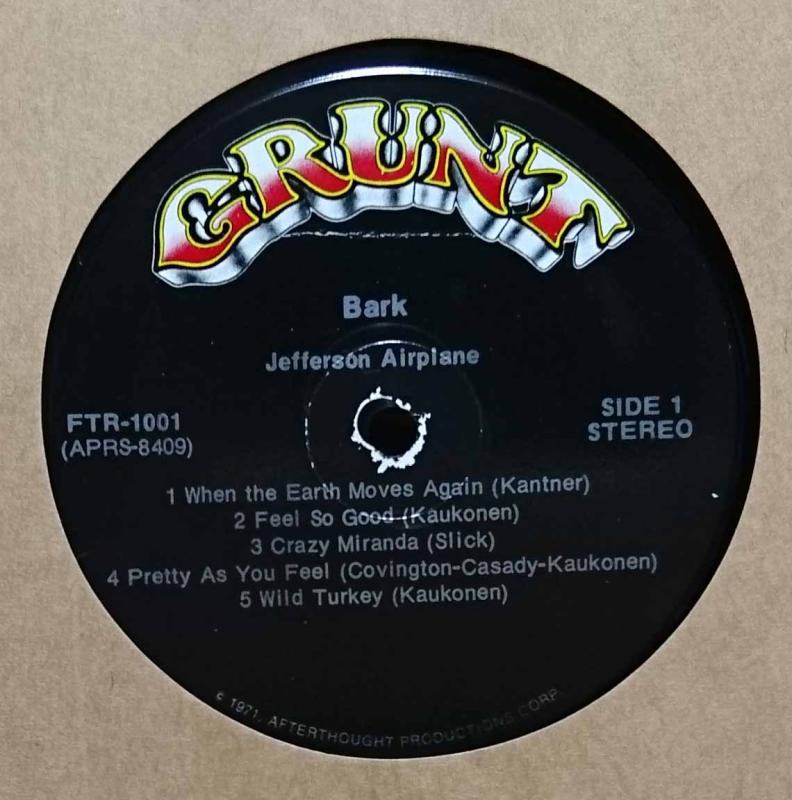 GRUNT
Bark
Jefferson Airplane
FTR-1001
(APRS-8409)
SIDE 1
STEREO
1 When the Earth Moves Again (Kantner)
2 Feel So Good (Kaukonen)
3 Crazy Miranda (Slick)
4 Pretty As You Feel (Covington-Casady-Kaukonen)
5 Wild Turkey (Kaukonen)
c 1971, AFTERTHOUGHT PRODUCTIONS CORP.